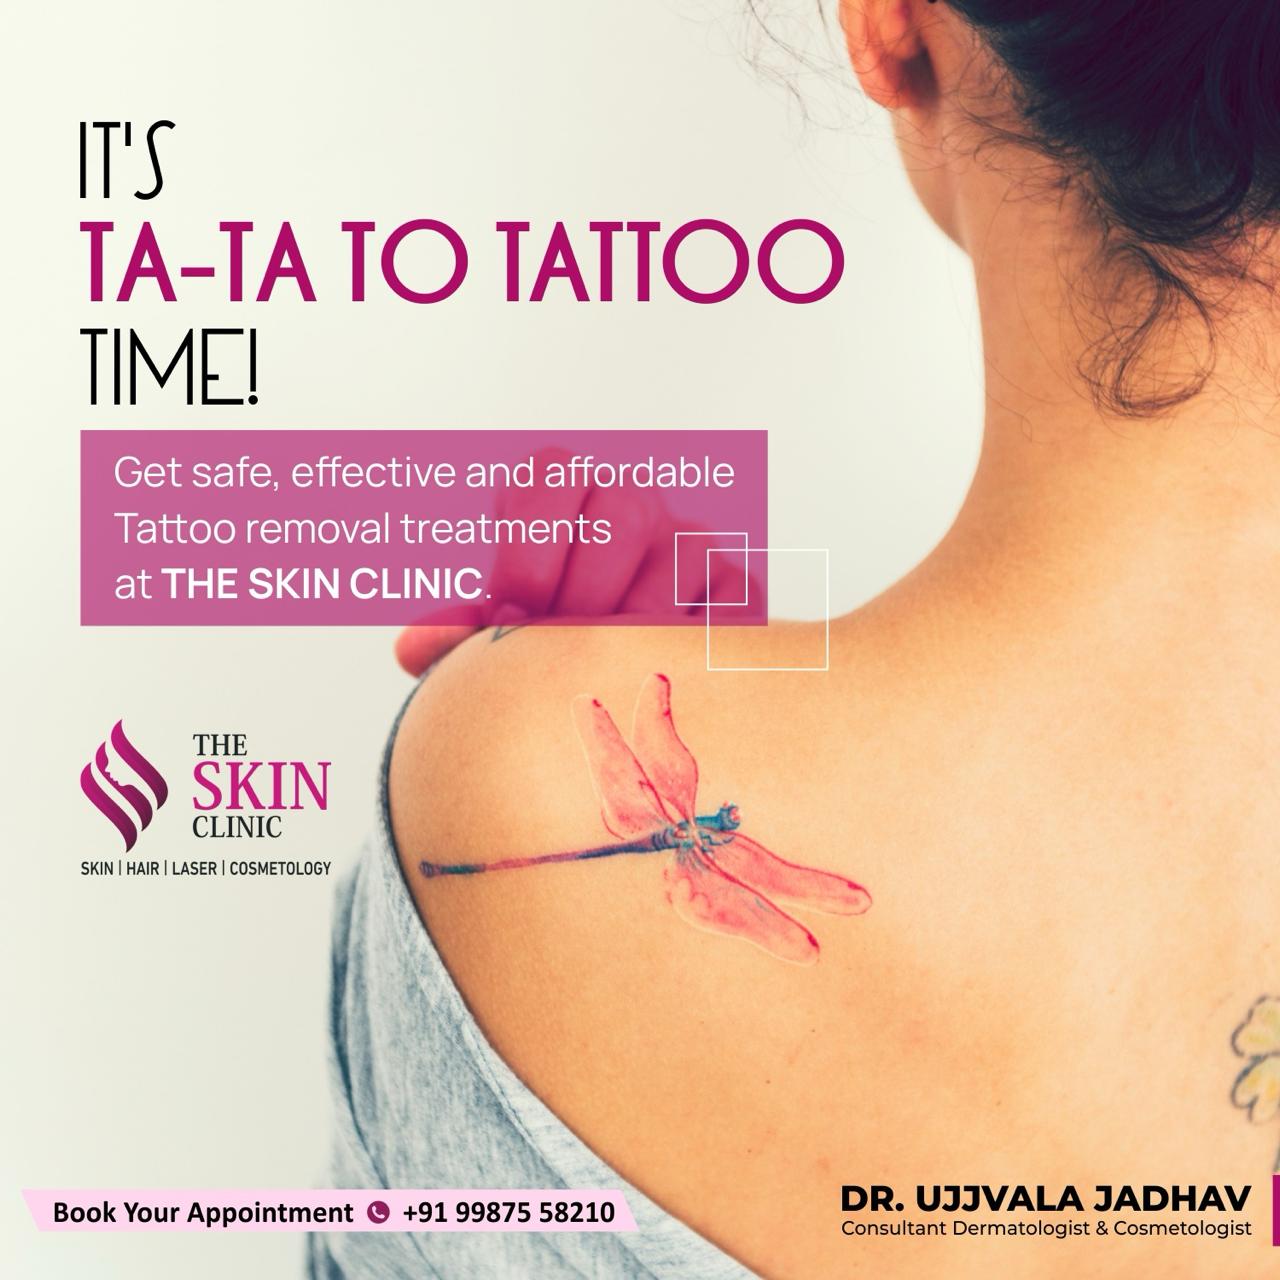 IT'S
TA-TA TO TATTOO
TIME!
Get safe, effective and affordable
Tattoo removal treatments
at THE SKIN CLINIC.
THE
SKIN
CLINIC
SKIN | HAIR | LASER | COSMETOLOGY
Book Your Appointment +91 99875 58210
DR. UJJVALA JADHAV
Consultant Dermatologist & Cosmetologist